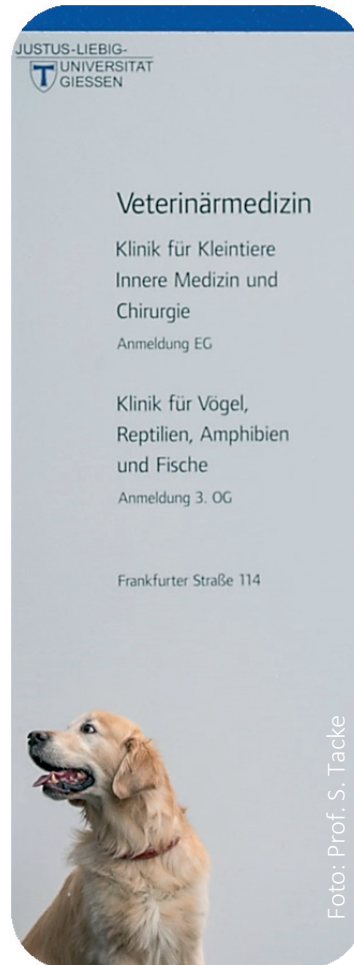 JUSTUS-LIEBIG-
UNIVERSITÄT
GIESSEN
Veterinärmedizin
Klinik für Kleintiere
Innere Medizin und
Chirurgie
Anmeldung EG
Klinik für Vögel,
Reptilien, Amphibien
und Fische
Anmeldung 3. OG
Frankfurter Straße 114
Foto: Prof. S. Tacke